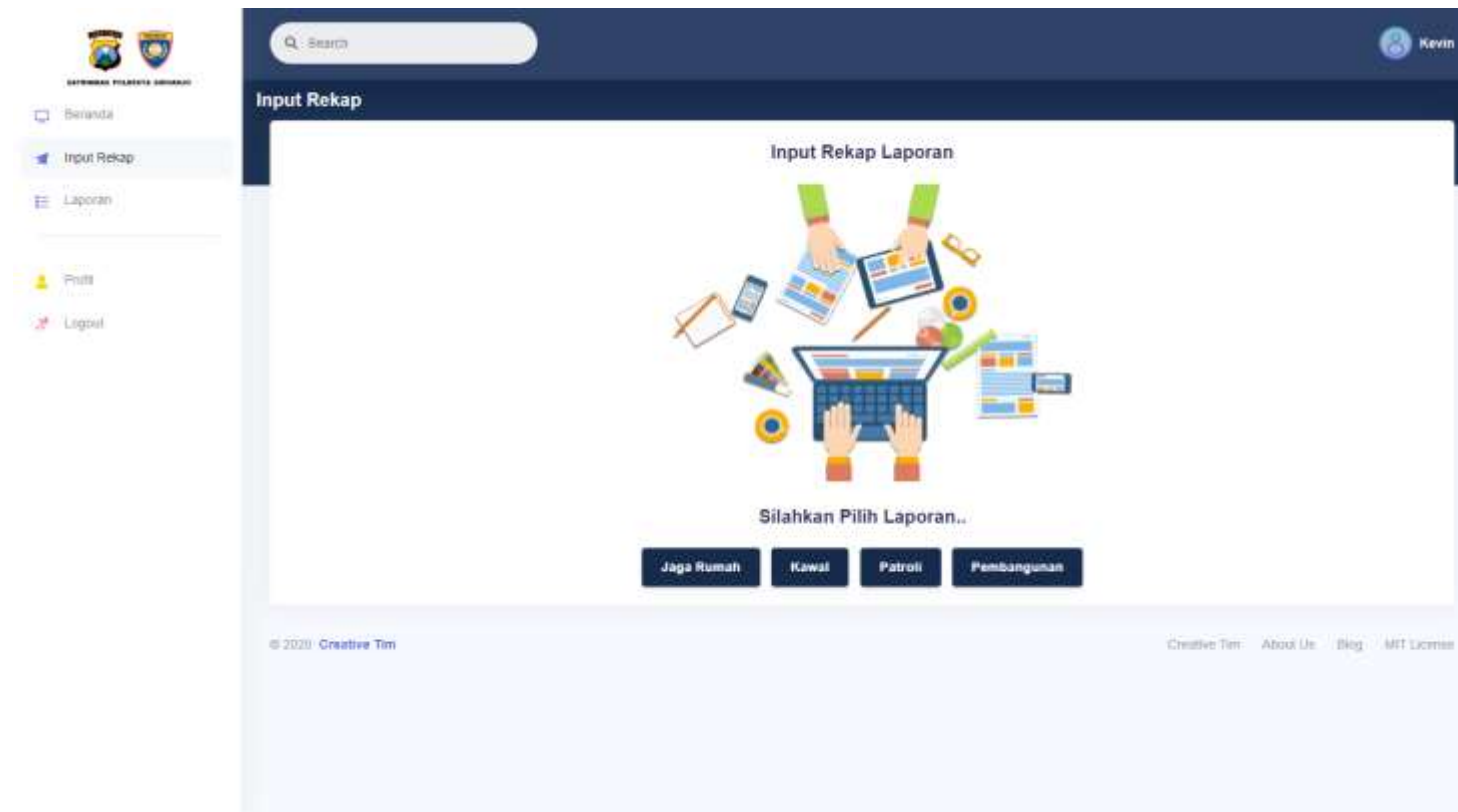 Search
Kevin
Beranda
Input Rekap
Laporan
Profil
Logout
Input Rekap
Input Rekap Laporan
Silahkan Pilih Laporan..
Jaga Rumah
Kawal
Patroli
Pembangunan
© 2020 Creative Tim
Creative Tim
About Us
Blog
MIT License